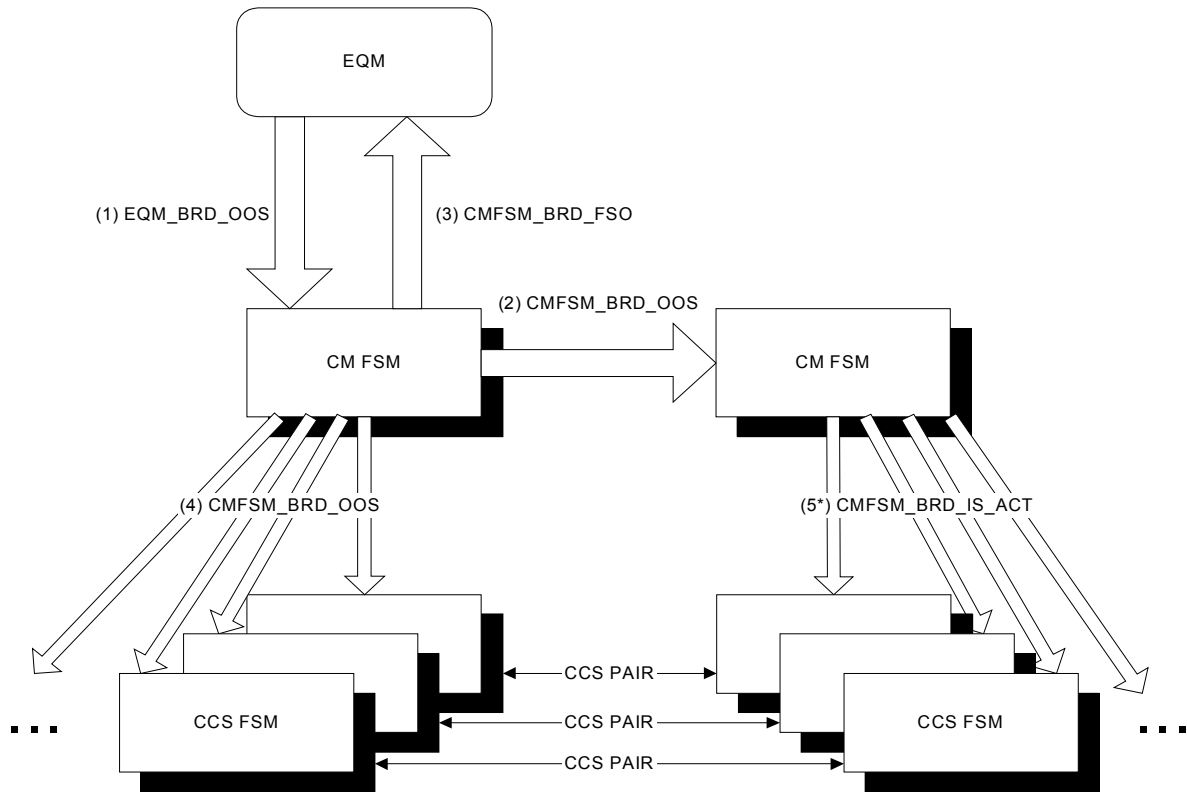 EQM
(1) EQM_BRD_OOS
(3) CMFSM_BRD_FSO
(2) CMFSM_BRD_OOS
CM FSM
CM FSM
(4) CMFSM_BRD_OOS
(5*) CMFSM_BRD_IS_ACT
CCS PAIR
CCS FSM
CCS PAIR
CCS FSM
CCS PAIR